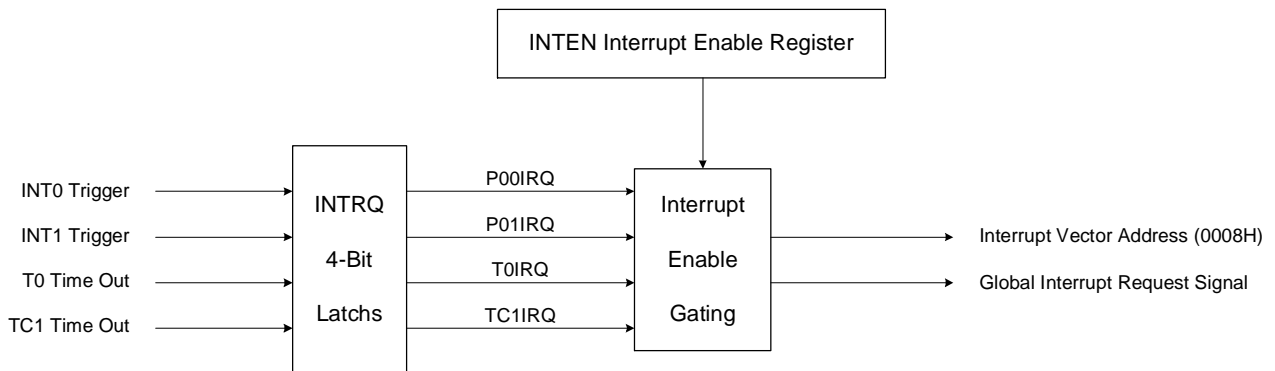 INTEN Interrupt Enable Register
INT0 Trigger
INT1 Trigger
T0 Time Out
TC1 Time Out
INTRQ
4-Bit
Latchs
P00IRQ
P01IRQ
T0IRQ
TC1IRQ
Interrupt
Enable
Gating
Interrupt Vector Address (0008H)
Global Interrupt Request Signal